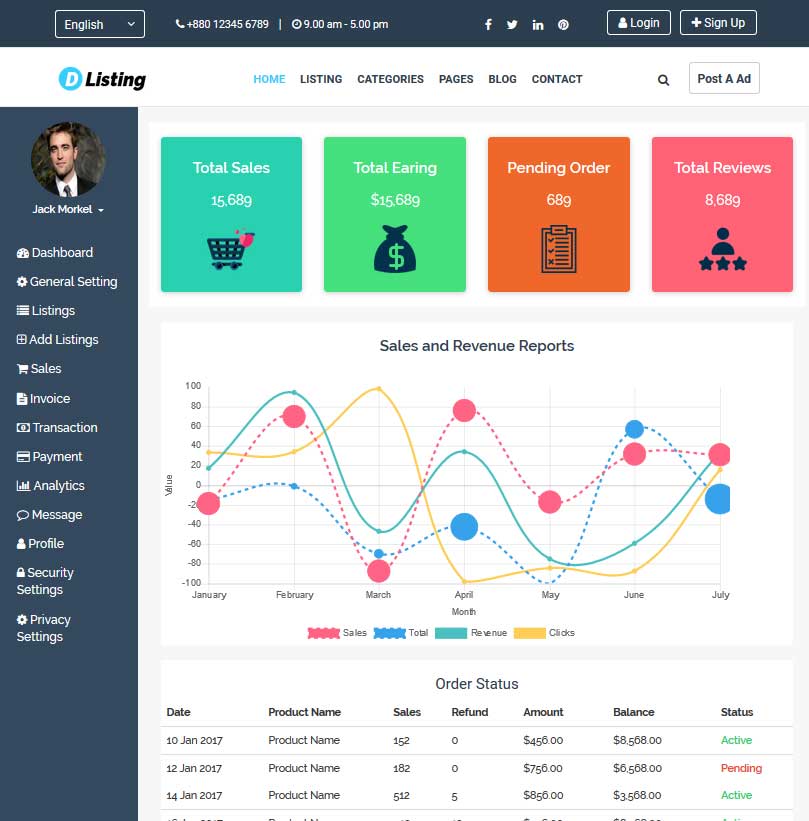 English
+880 12345 6789 | 9.00 am - 5.00 pm
Login
Sign Up
D Listing
HOME LISTING CATEGORIES PAGES BLOG CONTACT
Post A Ad
Jack Morkel
Dashboard
General Setting
Listings
Add Listings
Sales
Invoice
Transaction
Payment
Analytics
Message
Profile
Security
Settings
Privacy
Settings
Total Sales
15,689
Total Earing
$15,689
Pending Order
689
Total Reviews
8,689
Sales and Revenue Reports
100
80
60
40
20
0
-40
-60
-80
-100
Value
January February March April May June July
Month
Sales Total Revenue Clicks
Order Status
Date Product Name Sales Refund Amount Balance Status
10 Jan 2017 Product Name 152 0 $456.00 $8,568.00 Active
12 Jan 2017 Product Name 182 0 $756.00 $6,568.00 Pending
14 Jan 2017 Product Name 512 5 $856.00 $3,568.00 Active